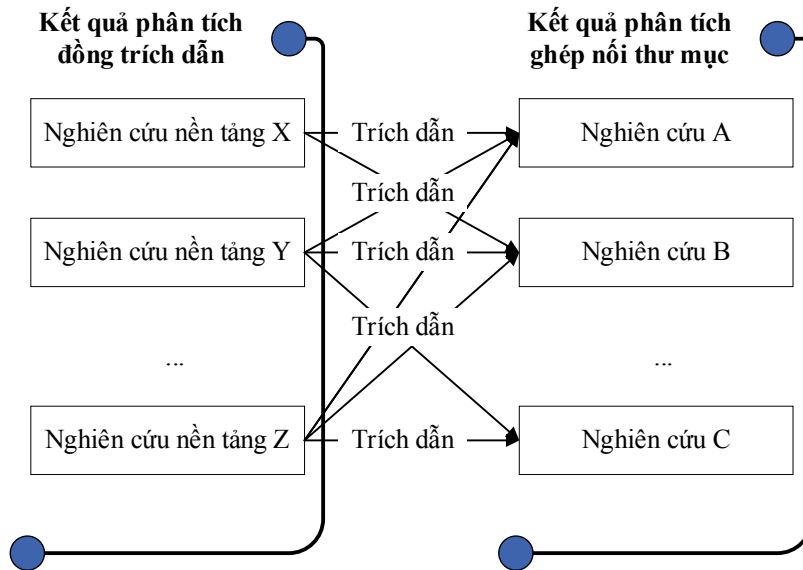 Kết quả phân tích
đồng trích dẫn
Kết quả phân tích
ghép nối thư mục
Nghiên cứu nền tảng X
Trích dẫn
Nghiên cứu A
Trích dẫn
Nghiên cứu nền tảng Y
Trích dẫn
Nghiên cứu B
Trích dẫn
...
...
Nghiên cứu nền tảng Z
Trích dẫn
Nghiên cứu C